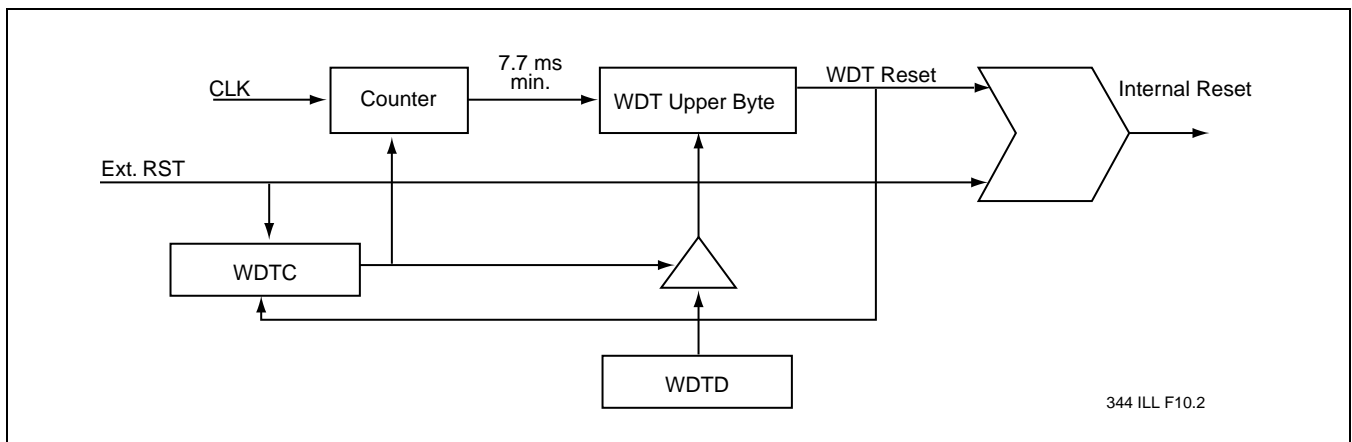 7.7 ms
min.
WDT Reset
CLK
Counter
WDT Upper Byte
Internal Reset
Ext. RST
WDTC
WDTD
344 ILL F10.2